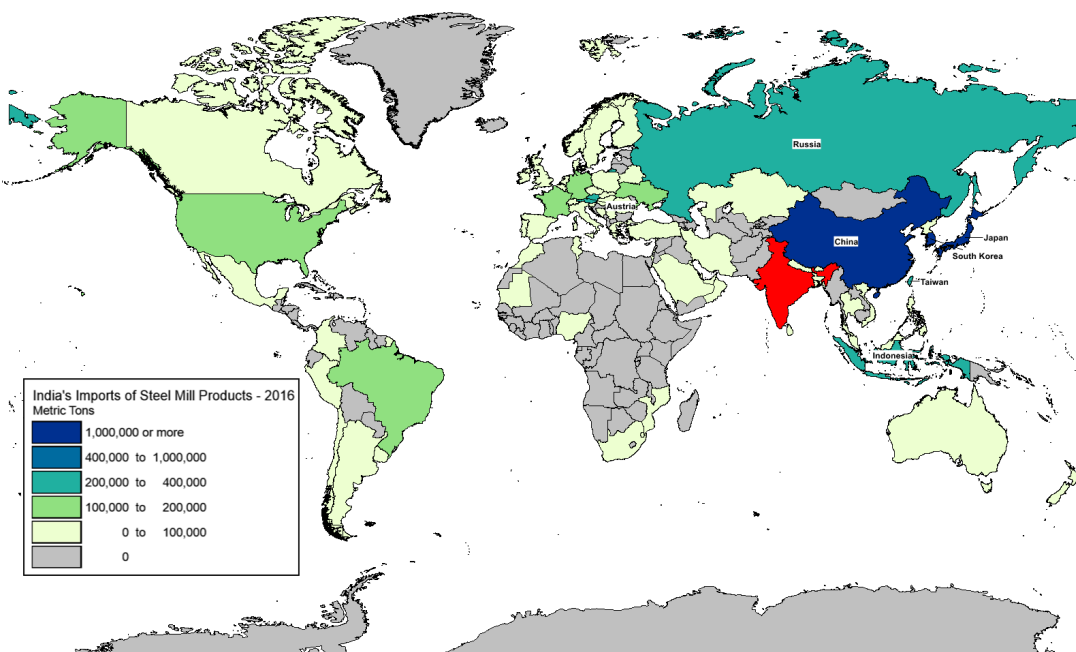 Russia
Austria
China
Japan
South Korea
Taiwan
Indonesia
India's Imports of Steel Mill Products - 2016
Metric Tons
1,000,000 or more
400,000 to 1,000,000
200,000 to 400,000
100,000 to 200,000
0 to 100,000
0